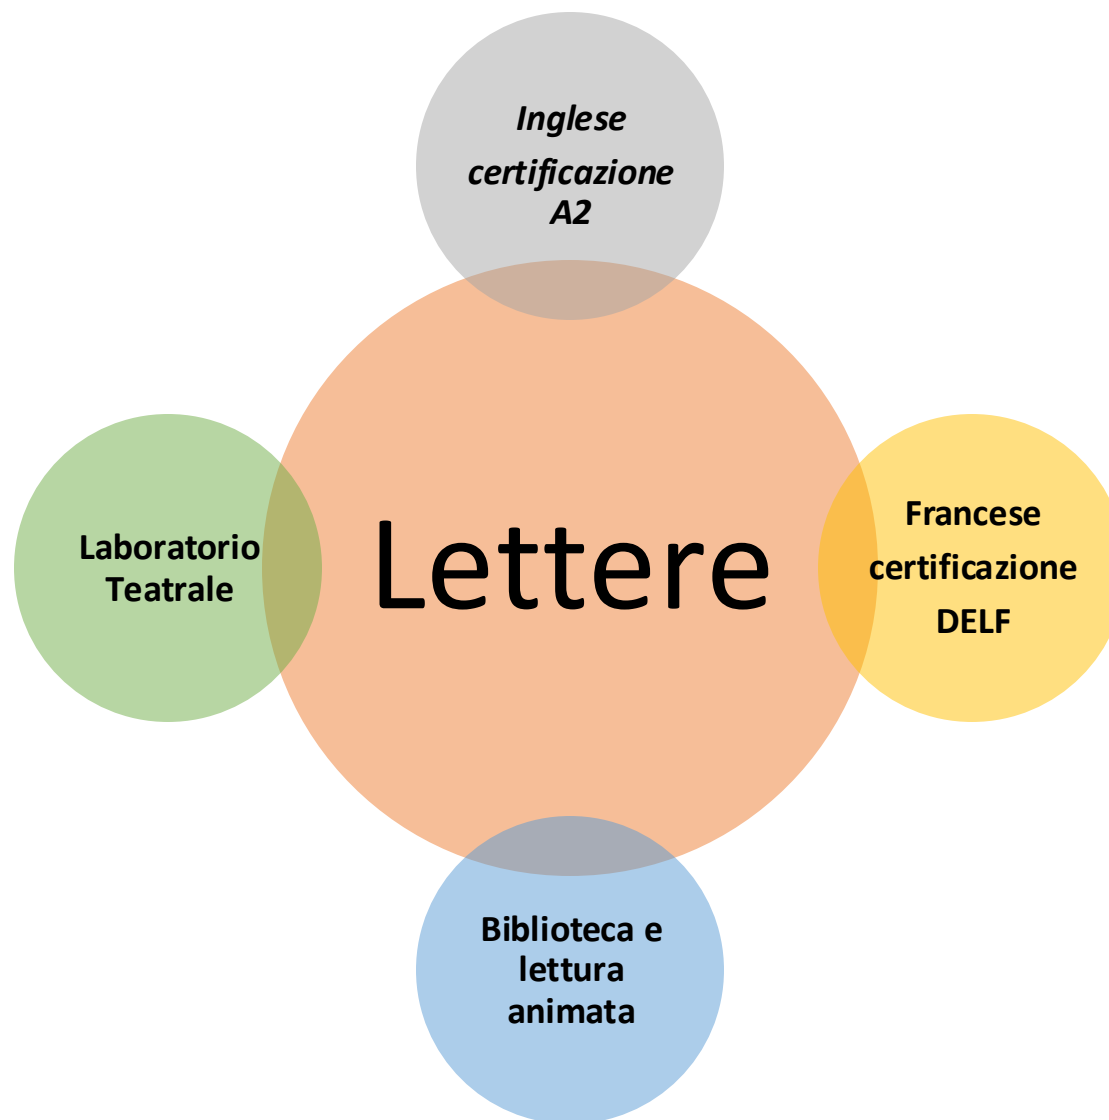 Inglese
certificazione
A2
Laboratorio
Teatrale
Lettere
Francese
certificazione
DELF
Biblioteca e
lettura
animata